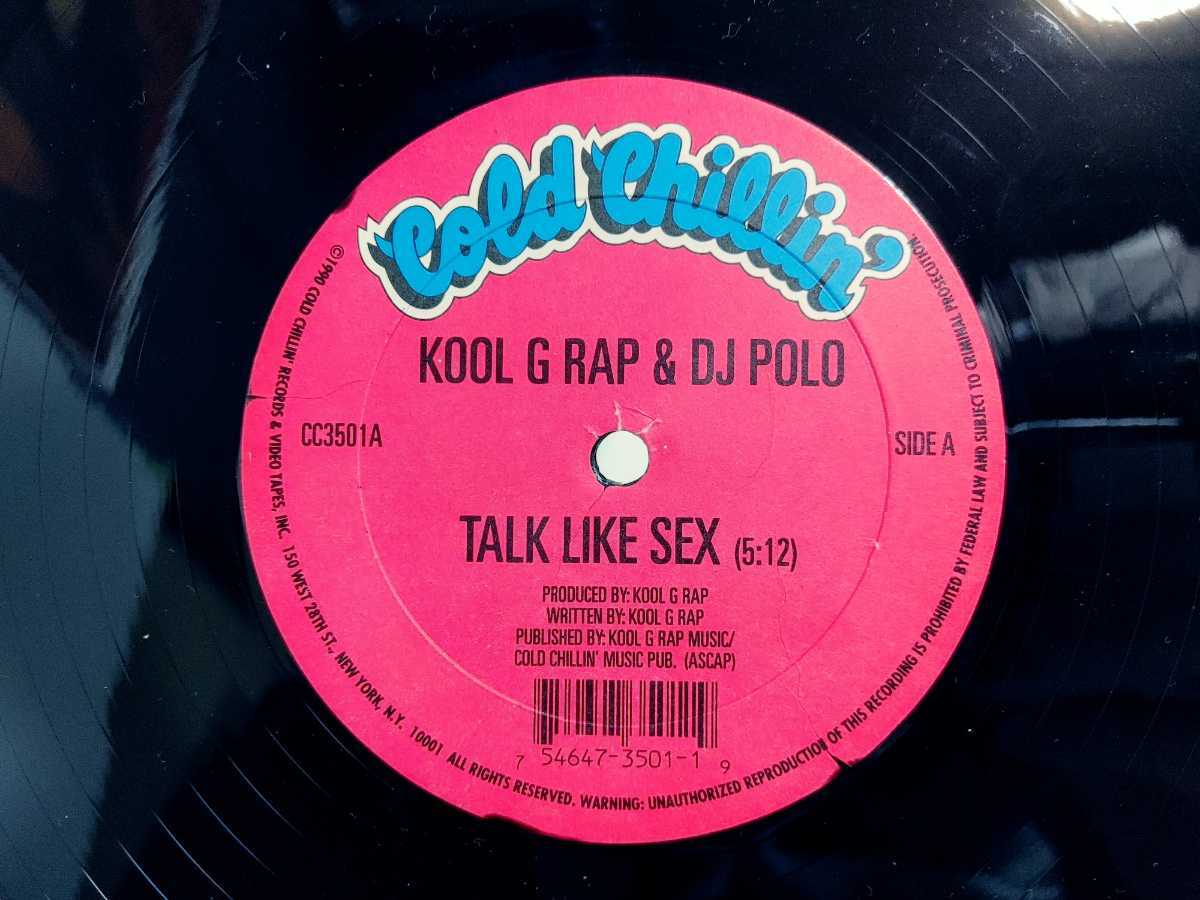 'Cold Chillin'
KOOL G RAP & DJ POLO
CC3501A
SIDE A
TALK LIKE SEX (5:12)
PRODUCED BY: KOOL G RAP
WRITTEN BY: KOOL G RAP
PUBLISHED BY: KOOL G RAP MUSIC/
COLD CHILLIN' MUSIC PUB. (ASCAP)
7 54647-3501-1 9
©1990 COLD CHILLIN' RECORDS & VIDEO TAPES, INC. 150 WEST 28TH ST., NEW YORK, N.Y. 10001 ALL RIGHTS RESERVED. WARNING: UNAUTHORIZED REPRODUCTION OF THIS RECORDING IS PROHIBITED BY FEDERAL LAW AND SUBJECT TO CRIMINAL PROSECUTION.